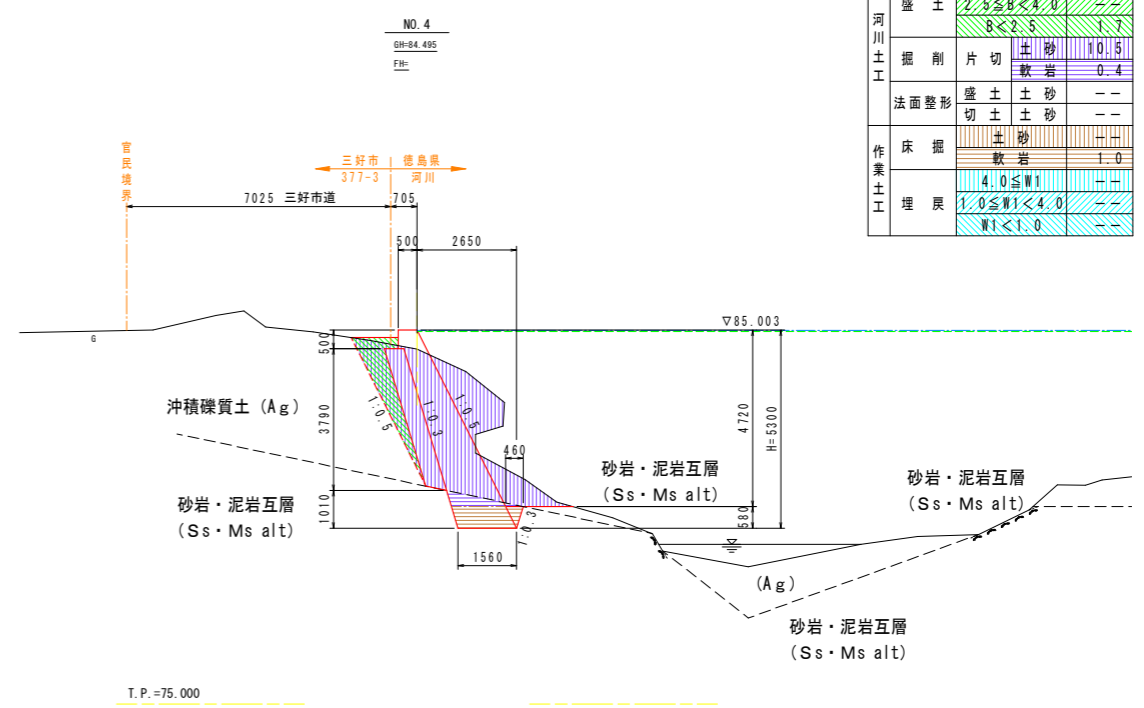 NO. 4
GH=84.495
FH=
河川土工
盛 土
2.5≦B<4.0 --
B<2.5 1.7
掘 削 片 切 土 砂 10.5
軟 岩 0.4
法面整形 盛 土 土 砂 --
切 土 土 砂 --
作業土工
床 掘 土 砂 --
軟 岩 1.0
埋 戻 4.0≦W1 --
1.0≦W1<4.0 --
W1<1.0 --
官民境界
三好市 徳島県
377-3 河川
7025 三好市道 705
500 2650
▽85.003
G
500
沖積礫質土 (Ag)
3790
1:0.5
1:0.3
1:0.5
4720
H=5300
460
砂岩・泥岩互層
(Ss・Ms alt)
砂岩・泥岩互層
(Ss・Ms alt)
砂岩・泥岩互層
(Ss・Ms alt)
1010
580
1:0.3
1560
(Ag)
砂岩・泥岩互層
(Ss・Ms alt)
T.P.=75.000